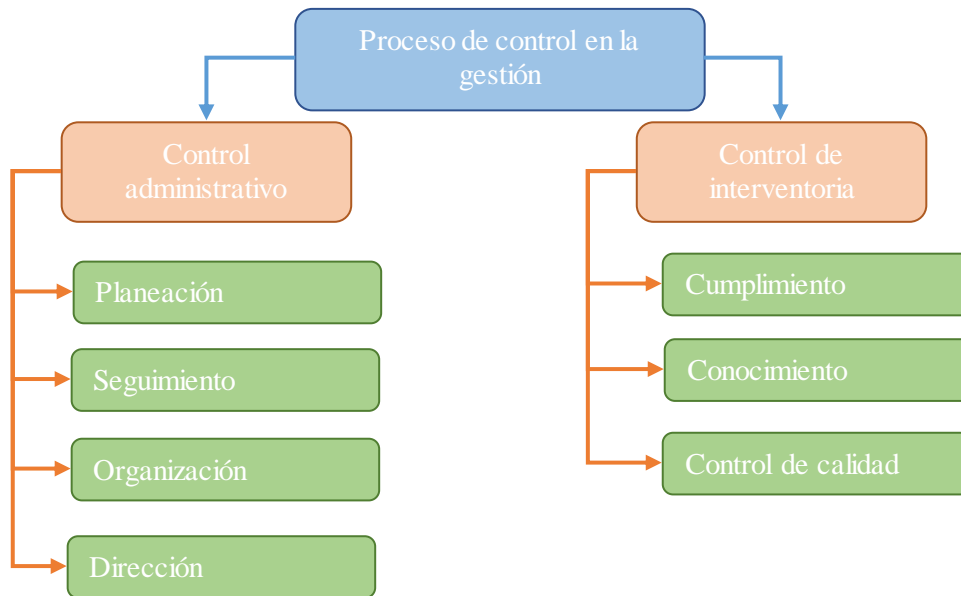 Proceso de control en la
gestión
Control
administrativo
Planeación
Seguimiento
Organización
Dirección
Control de
interventoria
Cumplimiento
Conocimiento
Control de calidad